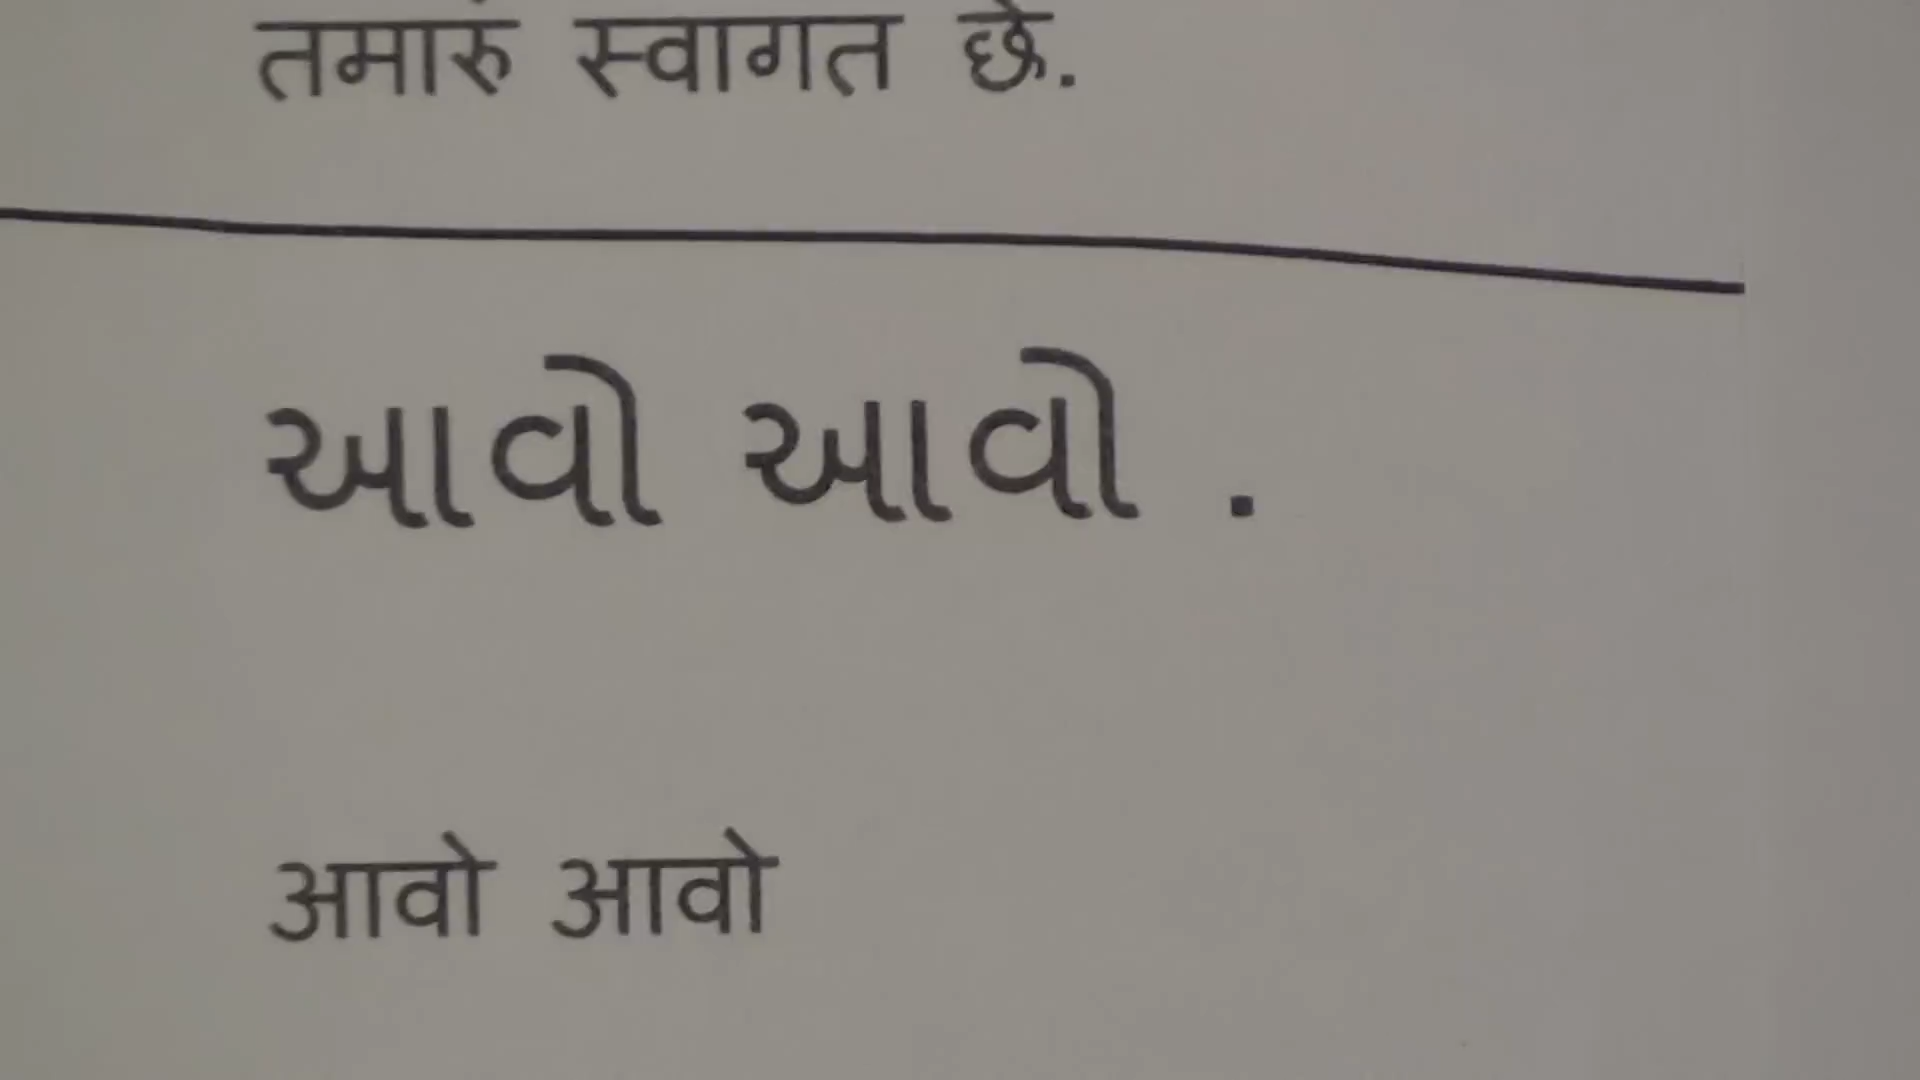 तमारुं स्वागत छे.
આવો આવો .
आवो आवो